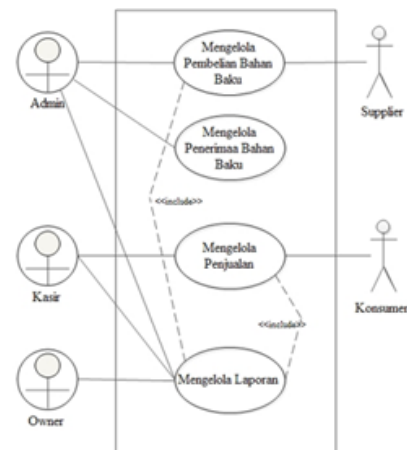 Mengelola
Pembelian Bahan
Baku
Admin
Supplier
Mengelola
Penerimaa Bahan
Baku
<<include>>
Mengelola
Penjualan
Kasir
Konsumen
<<include>>
Mengelola Laporan
Owner